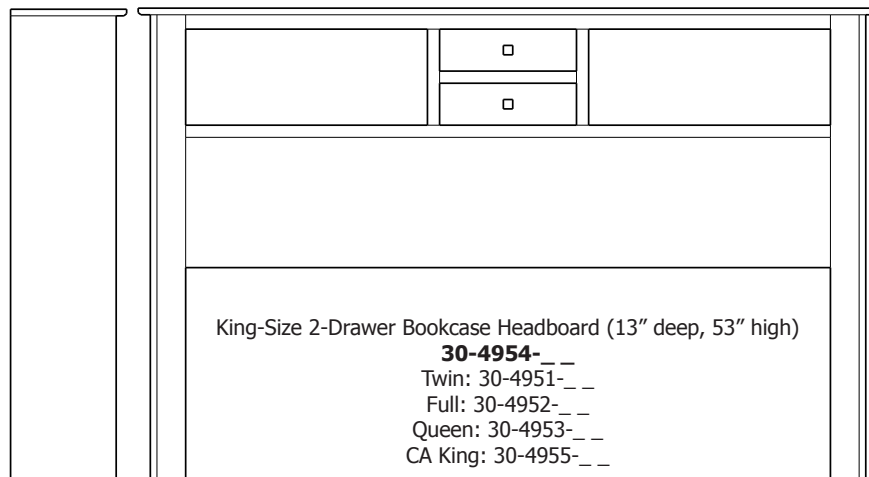 King-Size 2-Drawer Bookcase Headboard (13” deep, 53” high)
30-4954-_ _
Twin: 30-4951-_ _
Full: 30-4952-_ _
Queen: 30-4953-_ _
CA King: 30-4955-_ _